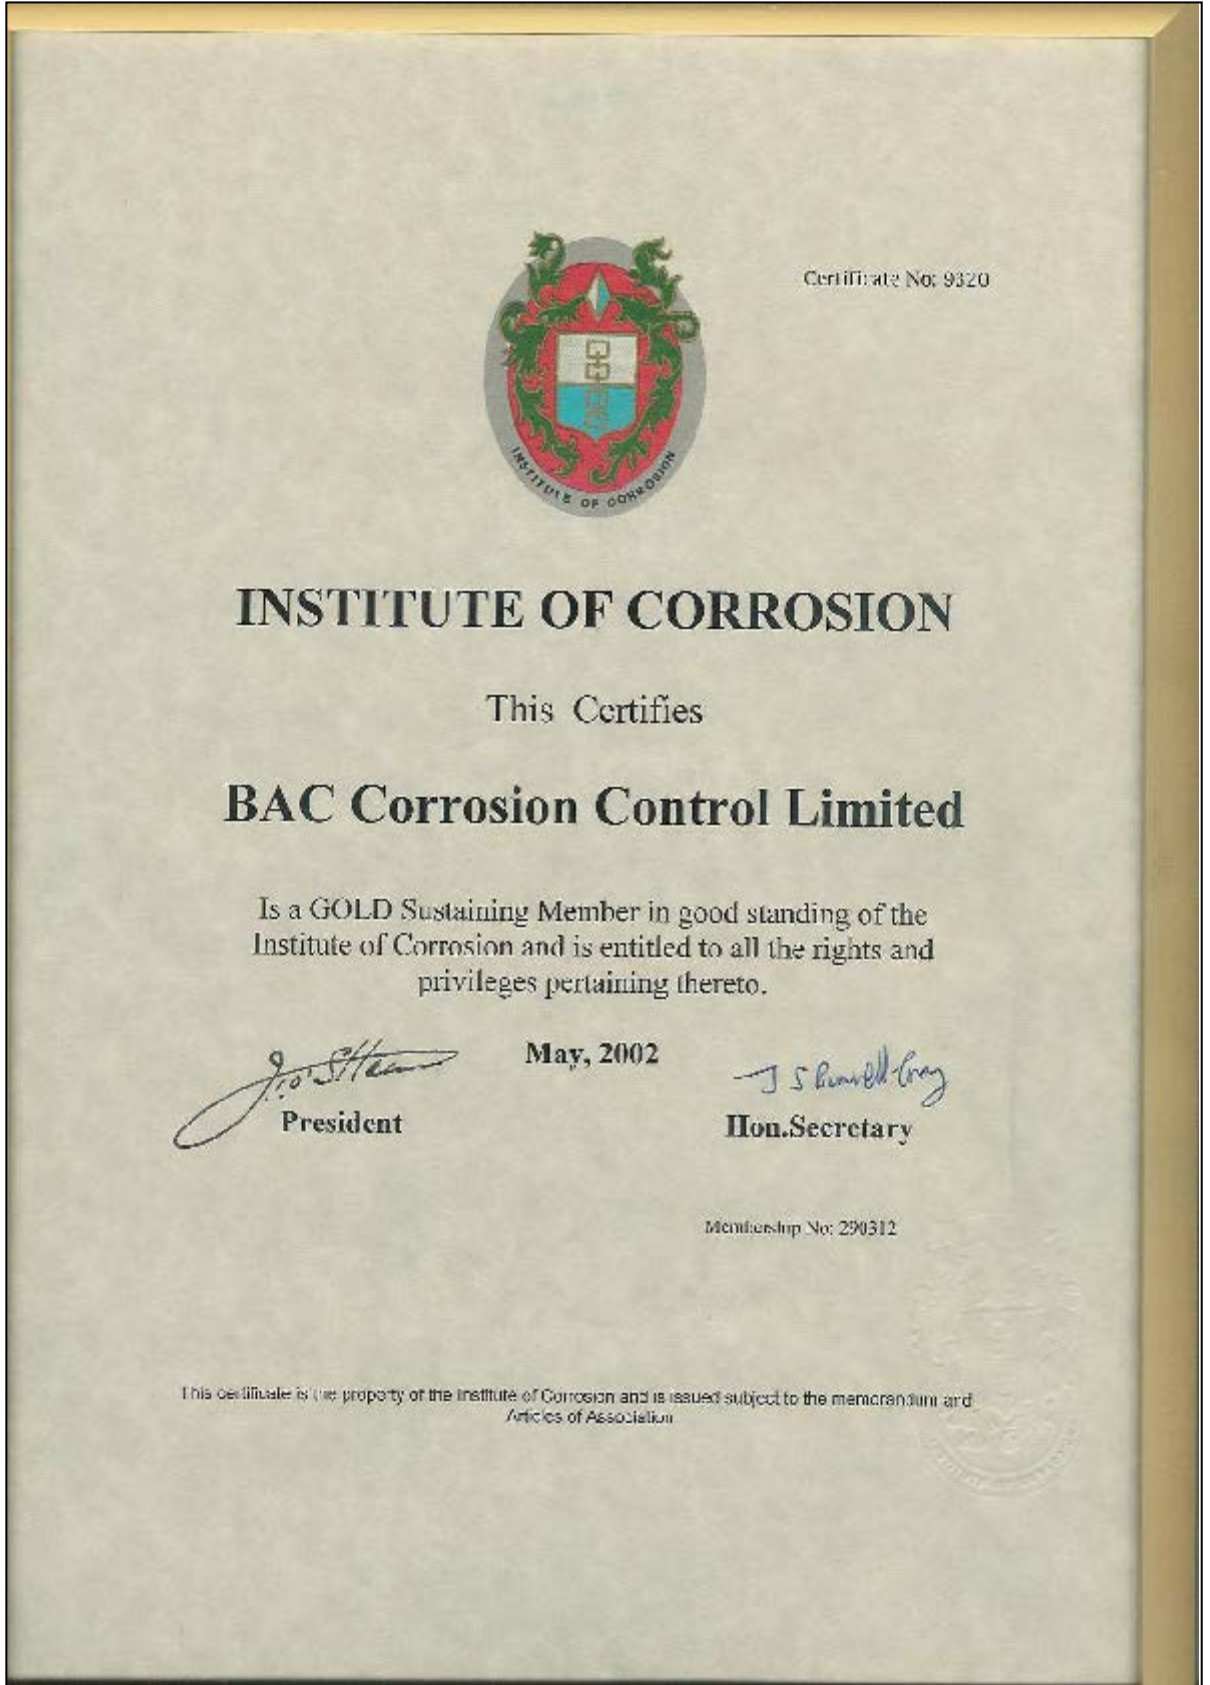 Certificate No: 9320
INSTITUTE OF CORROSION
INSTITUTE OF CORROSION
This Certifies
BAC Corrosion Control Limited
Is a GOLD Sustaining Member in good standing of the
Institute of Corrosion and is entitled to all the rights and
privileges pertaining thereto.
May, 2002
President
Hon.Secretary
Membership No: 290312
This certificate is the property of the Institute of Corrosion and is issued subject to the memorandum and
Articles of Association